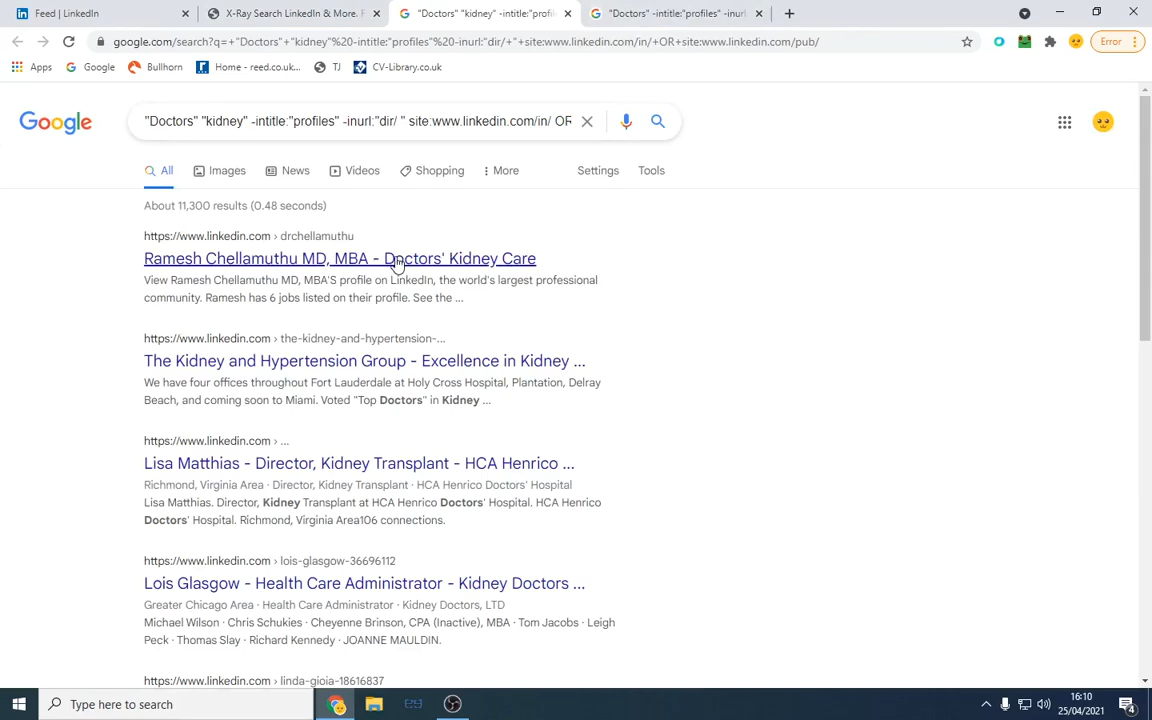 Feed | LinkedIn
X-Ray Search LinkedIn & More. F
"Doctors" "kidney" -intitle:"profil
"Doctors" -intitle:"profiles" -inurl
google.com/search?q=+"Doctors"+"kidney"%20-intitle:"profiles"%20-inurl:"dir/+"+site:www.linkedin.com/in/+OR+site:www.linkedin.com/pub/
Error
Apps
Google
Bullhorn
Home - reed.co.uk...
TJ
CV-Library.co.uk
Google
"Doctors" "kidney" -intitle:"profiles" -inurl:"dir/ " site:www.linkedin.com/in/ OR
All
Images
News
Videos
Shopping
More
Settings
Tools
About 11,300 results (0.48 seconds)
https://www.linkedin.com › drchellamuthu
Ramesh Chellamuthu MD, MBA - Doctors' Kidney Care
View Ramesh Chellamuthu MD, MBA'S profile on LinkedIn, the world's largest professional
community. Ramesh has 6 jobs listed on their profile. See the ...
https://www.linkedin.com › the-kidney-and-hypertension-...
The Kidney and Hypertension Group - Excellence in Kidney ...
We have four offices throughout Fort Lauderdale at Holy Cross Hospital, Plantation, Delray
Beach, and coming soon to Miami. Voted "Top Doctors" in Kidney ...
https://www.linkedin.com › ...
Lisa Matthias - Director, Kidney Transplant - HCA Henrico ...
Richmond, Virginia Area · Director, Kidney Transplant · HCA Henrico Doctors' Hospital
Lisa Matthias. Director, Kidney Transplant at HCA Henrico Doctors' Hospital. HCA Henrico
Doctors' Hospital. Richmond, Virginia Area106 connections.
https://www.linkedin.com › lois-glasgow-36696112
Lois Glasgow - Health Care Administrator - Kidney Doctors ...
Greater Chicago Area · Health Care Administrator · Kidney Doctors, LTD
Michael Wilson · Chris Schukies · Cheyenne Brinson, CPA (Inactive), MBA · Tom Jacobs · Leigh
Peck · Thomas Slay · Richard Kennedy · JOANNE MAULDIN.
https://www.linkedin.com › linda-gioia-18616837
Type here to search
16:10
25/04/2021
4